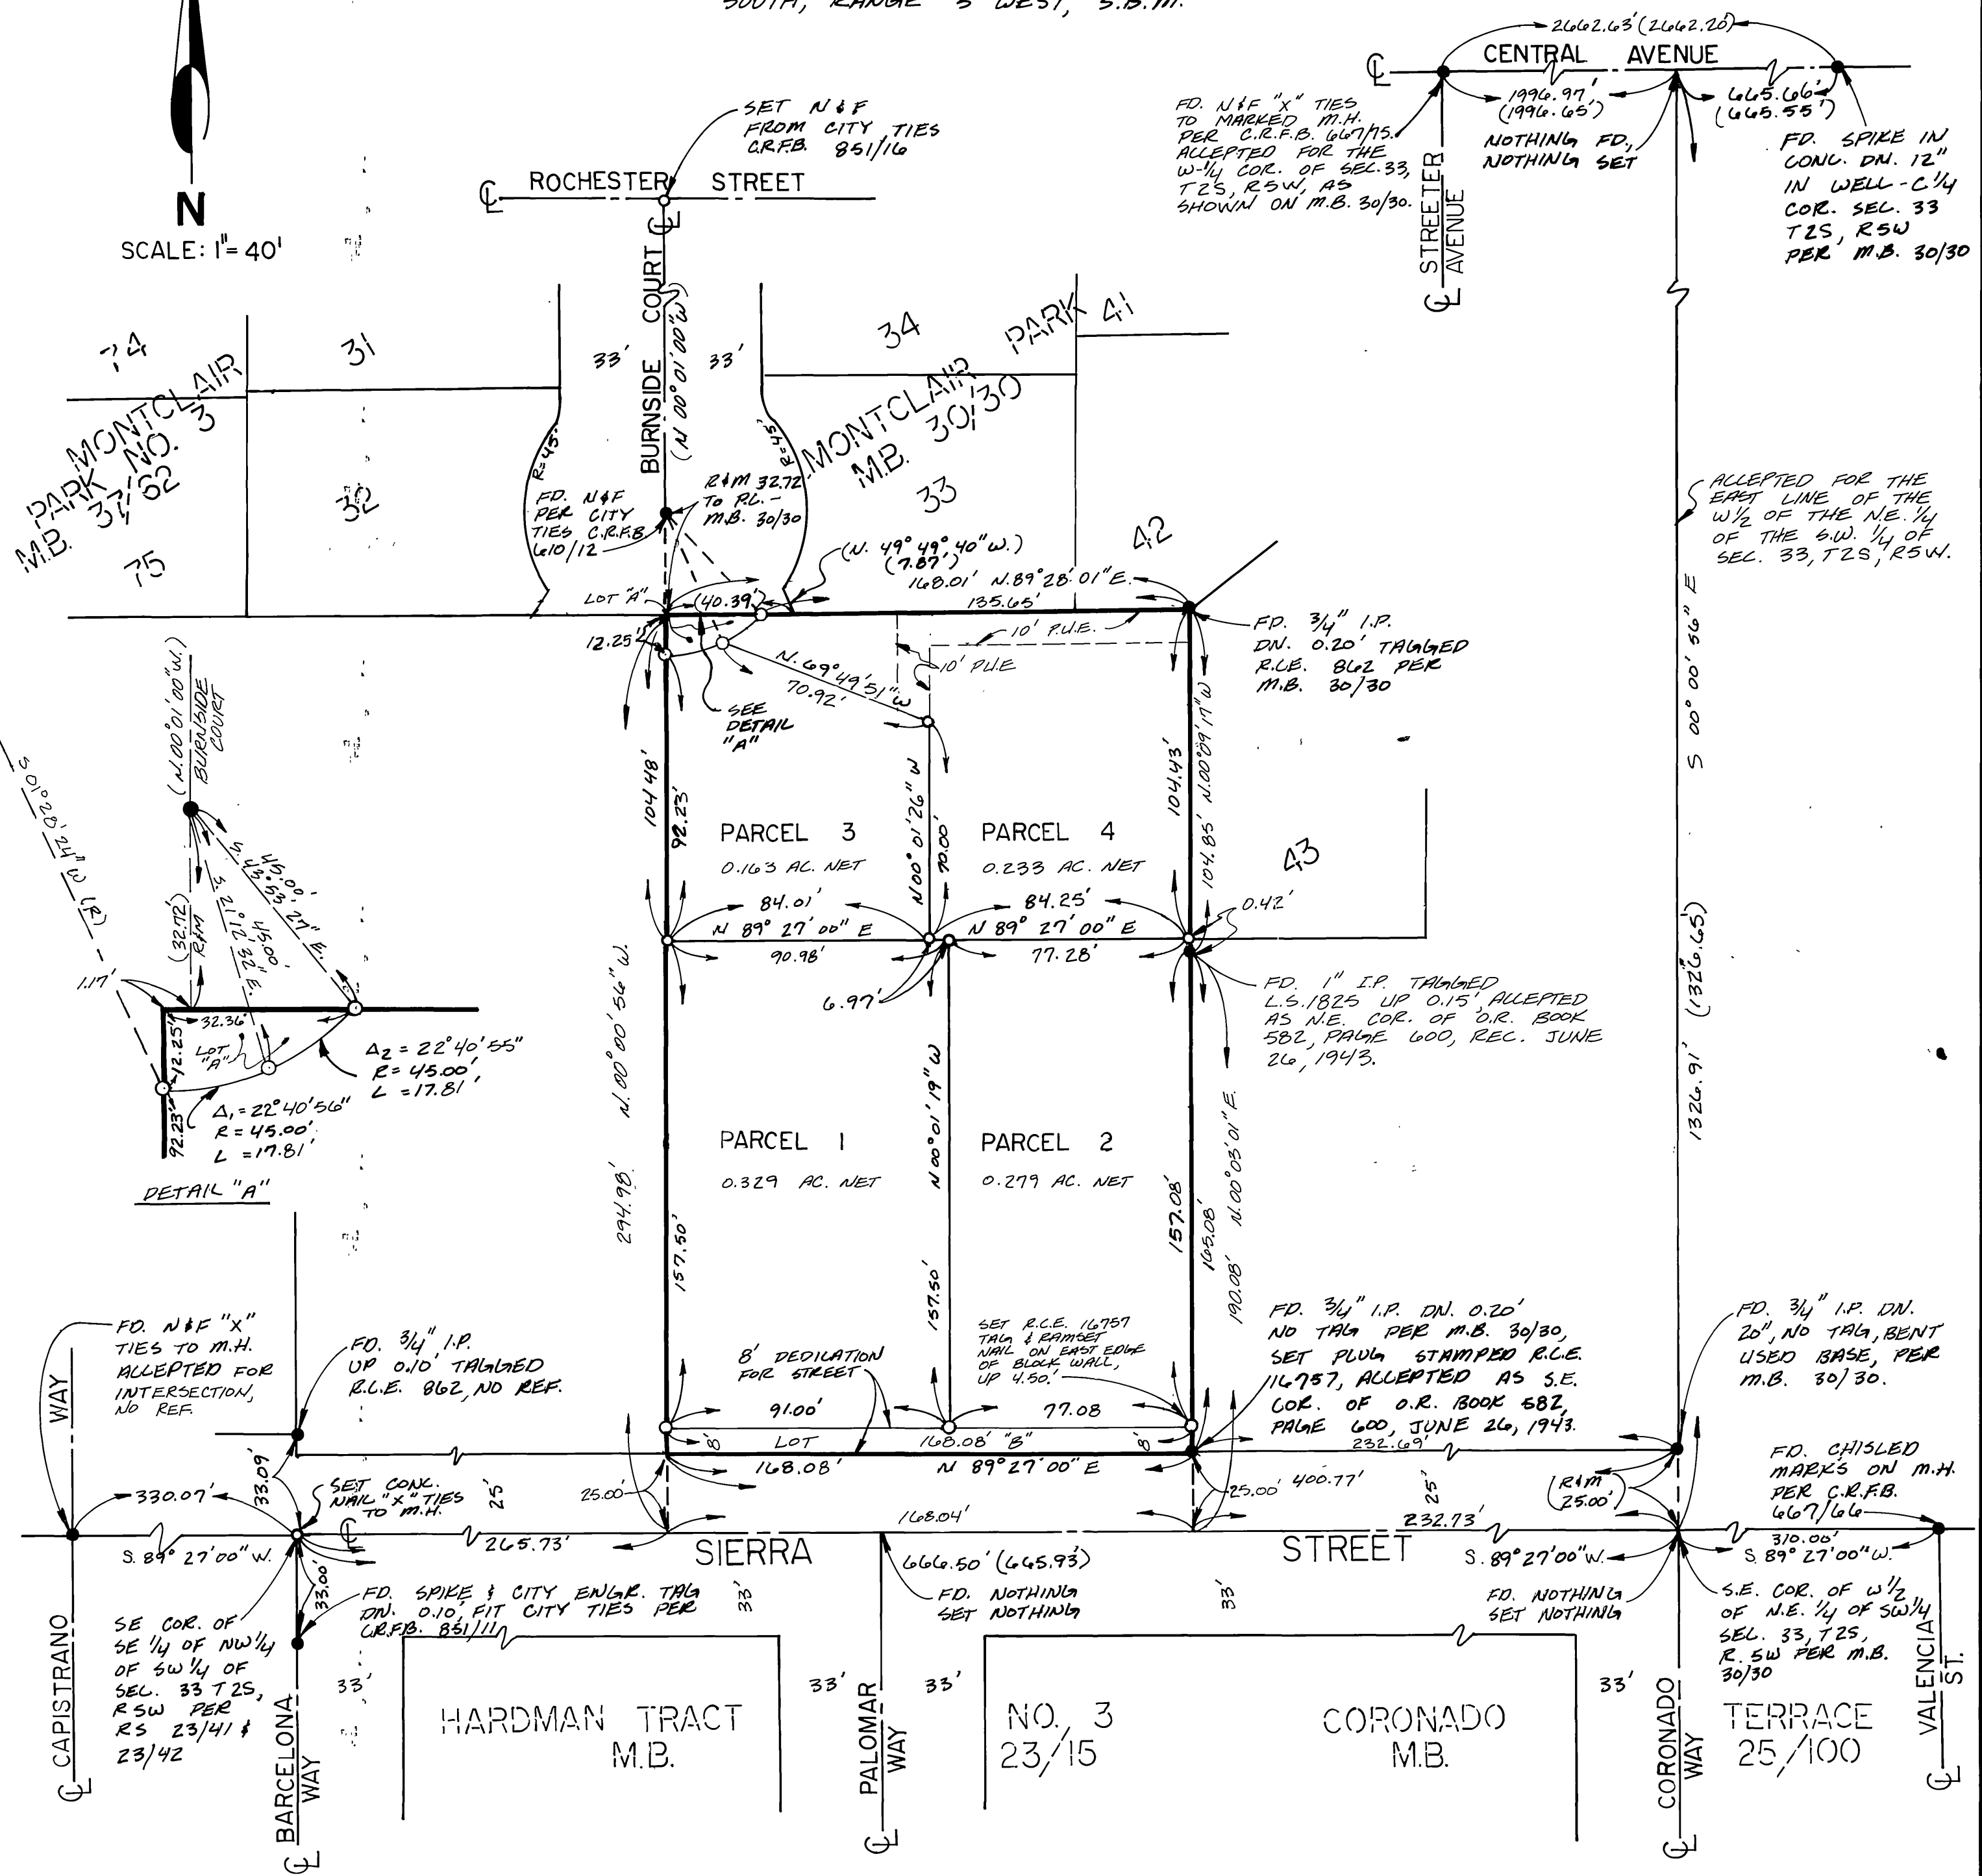 SOUTH, RANGE 5 WEST, S.B.M.
N
SCALE: 1"= 40'
SET N & F
FROM CITY TIES
C.R.F.B. 851/16
℄ ROCHESTER STREET
BURNSIDE COURT ℄
(N 00° 01' 00" W)
2662.63' (2662.20')
℄ CENTRAL AVENUE
1996.97'
(1996.65')
665.66'
(665.55')
FD. N & F "X" TIES
TO MARKED M.H.
PER C.R.F.B. 667/75.
ACCEPTED FOR THE
W-1/4 COR. OF SEC. 33,
T2S, R5W, AS
SHOWN ON M.B. 30/30.
NOTHING FD.,
NOTHING SET
FD. SPIKE IN
CONC. DN. 12"
IN WELL - C 1/4
COR. SEC. 33
T2S, R5W
PER M.B. 30/30
℄ STREETER
AVENUE
74
31
33'
33'
34
PARK
41
MONTCLAIR
PARK NO. 3
M.B. 37/62
75
32
R=45'
R=45'
MONTCLAIR
M.B. 30/30
33
42
FD. N & F
PER CITY
TIES C.R.F.B.
610/12
R & M 32.72'
TO P.L. -
M.B. 30/30
(N. 49° 49' 40" W.)
(7.87')
168.01' N. 89° 28' 01" E.
LOT "A"
(40.39')
135.65'
12.25'
10' P.U.E.
10' P.U.E
N. 69° 49' 51" W
70.92'
SEE
DETAIL
"A"
FD. 3/4" I.P.
DN. 0.20' TAGGED
R.C.E. 862 PER
M.B. 30/30
ACCEPTED FOR THE
EAST LINE OF THE
W 1/2 OF THE N.E. 1/4
OF THE S.W. 1/4 OF
SEC. 33, T2S, R5W.
S 00° 00' 56" E
1326.91' (1326.65')
104.48'
92.23'
PARCEL 3
0.163 AC. NET
N 00° 01' 26" W
70.00'
PARCEL 4
0.233 AC. NET
104.43'
104.85' N. 00° 09' 17" W
43
84.01'
N 89° 27' 00" E
90.98'
84.25'
N 89° 27' 00" E
77.28'
6.97'
0.42'
FD. 1" I.P. TAGGED
L.S. 1825 UP 0.15', ACCEPTED
AS N.E. COR. OF O.R. BOOK
582, PAGE 600, REC. JUNE
26, 1943.
(N. 00° 01' 00" W.)
BURNSIDE
COURT
S 01° 28' 24" W (R)
(32.72')
R & M
S. 21° 12' 32" E.
45.00'
45.00'
S. 43° 53' 27" E.
1.17'
32.36'
12.25'
LOT
"A"
Δ2 = 22° 40' 55"
R = 45.00'
L = 17.81'
92.23'
Δ1 = 22° 40' 56"
R = 45.00'
L = 17.81'
DETAIL "A"
N. 00° 00' 56" W.
294.98'
157.50'
PARCEL 1
0.329 AC. NET
N 00° 01' 19" W
157.50'
PARCEL 2
0.279 AC. NET
157.08'
165.08'
190.08' N. 00° 03' 01" E.
FD. N & F "X"
TIES TO M.H.
ACCEPTED FOR
INTERSECTION,
NO REF.
WAY
FD. 3/4" I.P.
UP 0.10' TAGGED
R.C.E. 862, NO REF.
8' DEDICATION
FOR STREET
SET R.C.E. 16757
TAG & RAMSET
NAIL ON EAST EDGE
OF BLOCK WALL,
UP 4.50.'
FD. 3/4" I.P. DN. 0.20'
NO TAG PER M.B. 30/30,
SET PLUG STAMPED R.C.E.
16757, ACCEPTED AS S.E.
COR. OF O.R. BOOK 582,
PAGE 600, JUNE 26, 1943.
FD. 3/4" I.P. DN.
20", NO TAG, BENT
USED BASE, PER
M.B. 30/30.
91.00'
77.08
8'
LOT
168.08' "B"
8'
168.08'
N 89° 27' 00" E
232.69'
33.09'
330.07'
SET CONC.
NAIL "X" TIES
TO M.H.
25'
25.00'
25.00'
400.77'
25'
(R & M
25.00')
FD. CHISLED
MARKS ON M.H.
PER C.R.F.B.
667/66
S. 89° 27' 00" W.
℄
265.73'
SIERRA
168.04'
666.50' (665.93')
STREET
232.73'
S. 89° 27' 00" W.
310.00'
S. 89° 27' 00" W.
33.00'
FD. SPIKE & CITY ENGR. TAG
DN. 0.10', FIT CITY TIES PER
C.R.F.B. 851/11
33'
FD. NOTHING
SET NOTHING
33'
FD. NOTHING
SET NOTHING
S.E. COR. OF W 1/2
OF N.E. 1/4 OF SW 1/4
SEC. 33, T2S,
R. 5W PER M.B.
30/30
SE COR. OF
SE 1/4 OF NW 1/4
OF SW 1/4 OF
SEC. 33 T2S,
R5W PER
RS 23/41 &
23/42
℄ CAPISTRANO
℄ BARCELONA
WAY
33'
HARDMAN TRACT
M.B.
33'
33'
℄ PALOMAR
WAY
NO. 3
23/15
CORONADO
M.B.
33'
℄ CORONADO
WAY
TERRACE
25/100
℄ VALENCIA
ST.